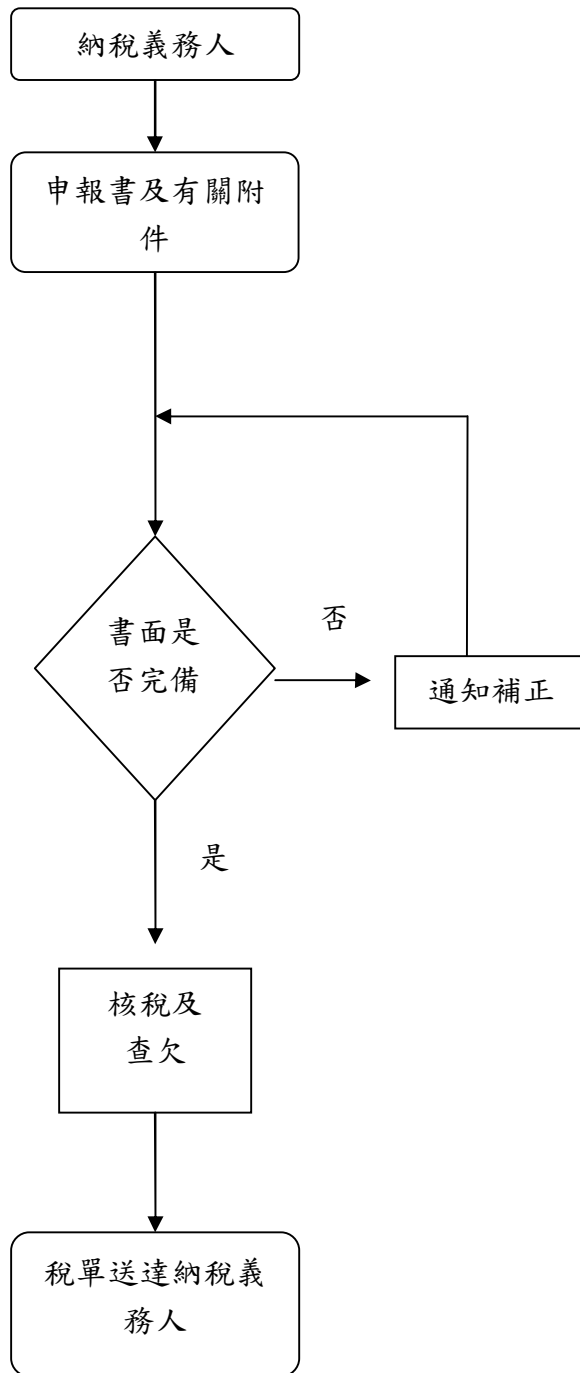 納稅義務人
申報書及有關附
件
書面是
否完備
否
通知補正
是
核稅及
查欠
稅單送達納稅義
務人